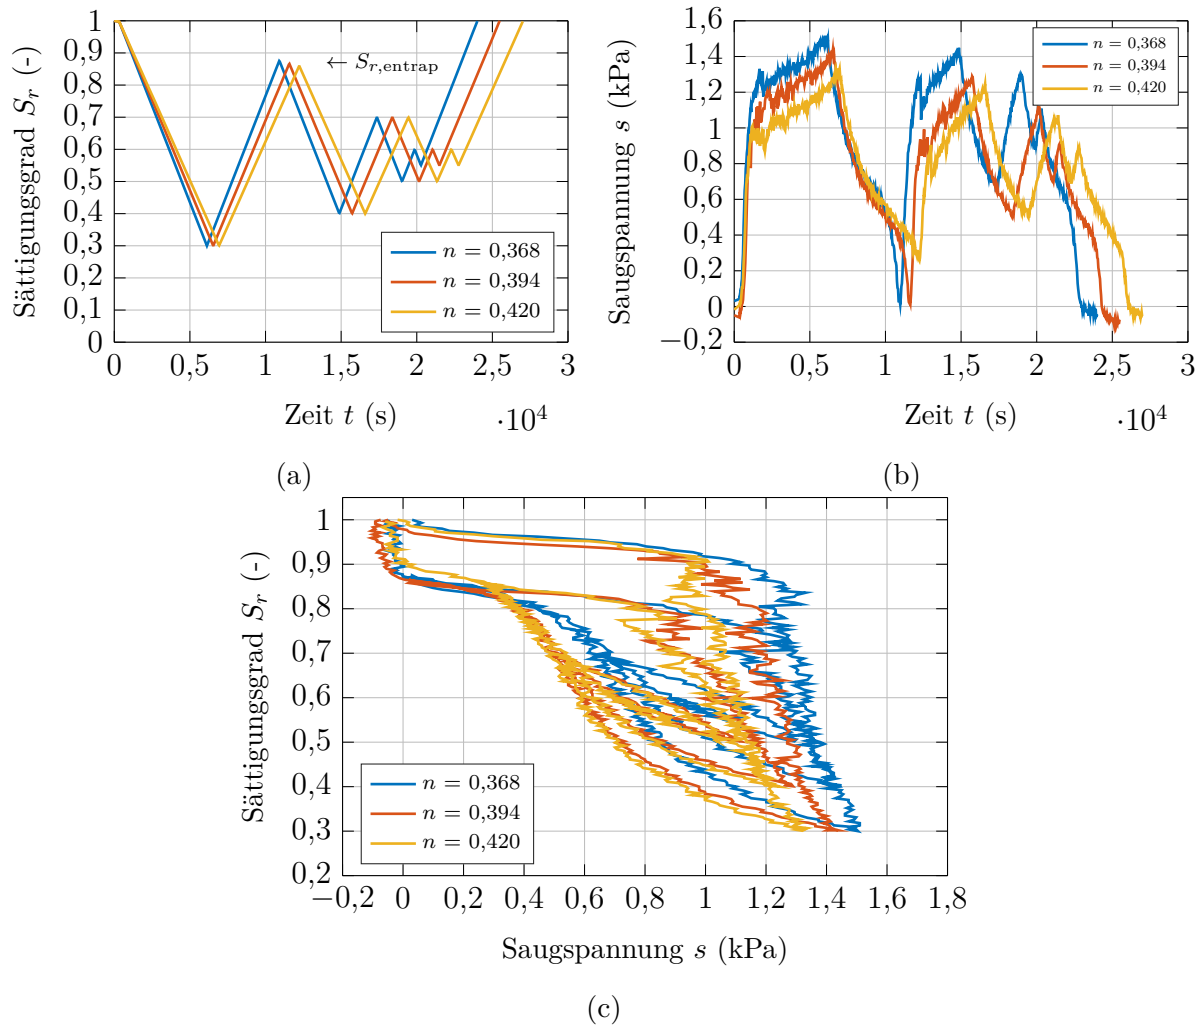 1
0,9
0,8
0,7
0,6
0,5
0,4
0,3
0,2
0,1
0
Sättigungsgrad S_r (-)
← S_r,entrap
n = 0,368
n = 0,394
n = 0,420
0 0,5 1 1,5 2 2,5 3
Zeit t (s)
·10^4
(a)
1,6
1,4
1,2
1
0,8
0,6
0,4
0,2
0
−0,2
Saugspannung s (kPa)
n = 0,368
n = 0,394
n = 0,420
0 0,5 1 1,5 2 2,5 3
Zeit t (s)
·10^4
(b)
1
0,9
0,8
0,7
0,6
0,5
0,4
0,3
0,2
Sättigungsgrad S_r (-)
n = 0,368
n = 0,394
n = 0,420
−0,2 0 0,2 0,4 0,6 0,8 1 1,2 1,4 1,6 1,8
Saugspannung s (kPa)
(c)